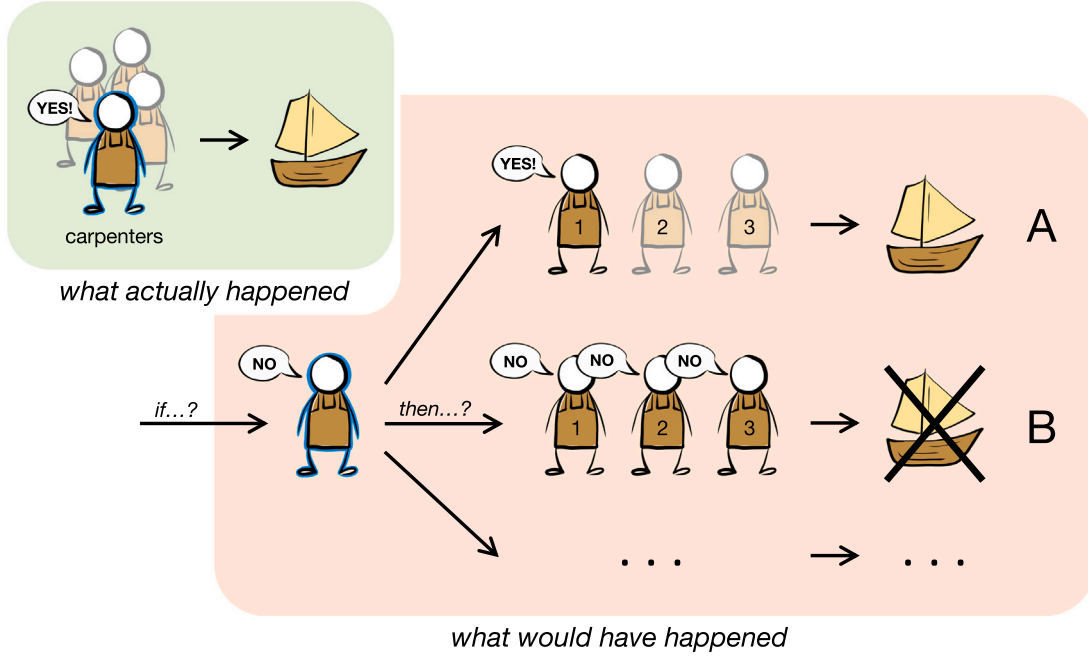 YES!
carpenters
what actually happened
YES!
1
2
3
A
if...?
NO
then...?
NO
NO
NO
1
2
3
B
. . .
. . .
what would have happened